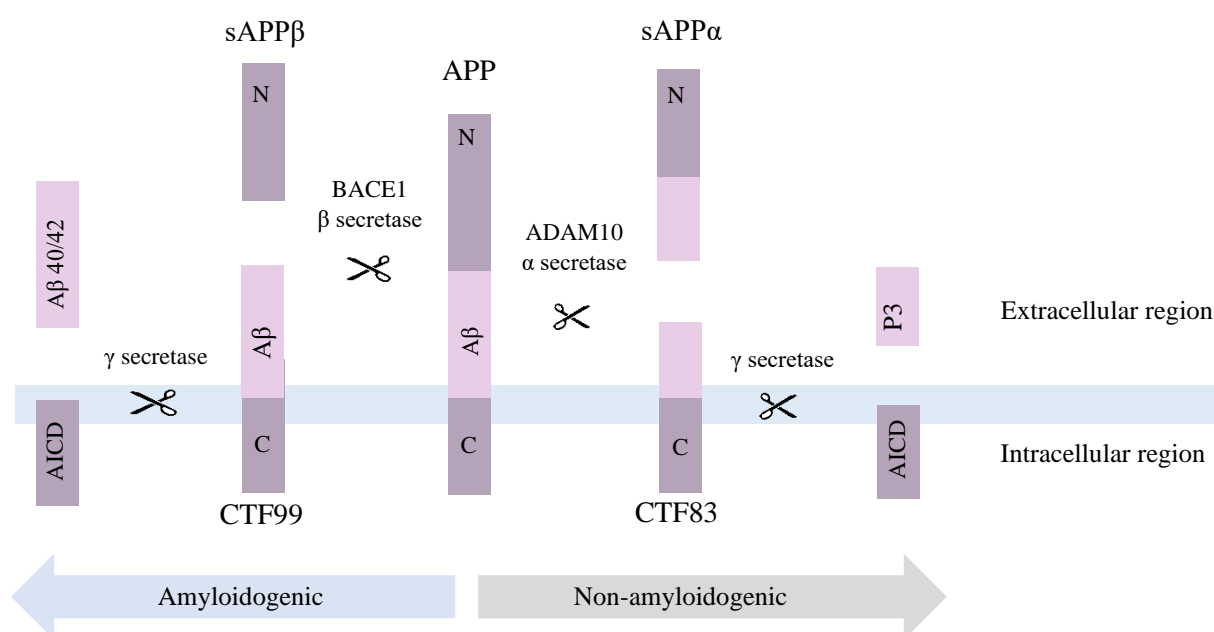 sAPPβ
sAPPα
APP
N
N
N
BACE1
β secretase
ADAM10
α secretase
Aβ 40/42
Aβ
Aβ
P3
Extracellular region
γ secretase
γ secretase
AICD
C
C
C
AICD
Intracellular region
CTF99
CTF83
Amyloidogenic
Non-amyloidogenic